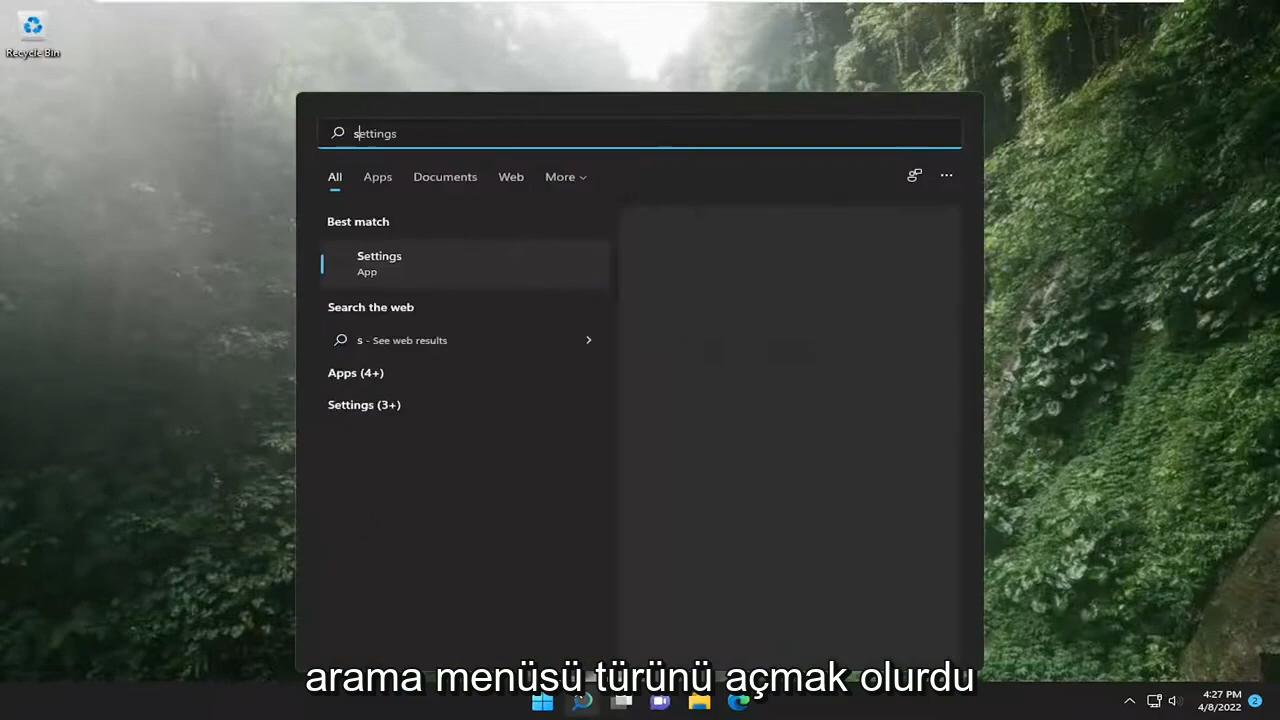 Recycle Bin
settings
All Apps Documents Web More
Best match
Settings
App
Search the web
s - See web results
Apps (4+)
Settings (3+)
arama menüsü türünü açmak olurdu
4:27 PM
4/8/2022
2